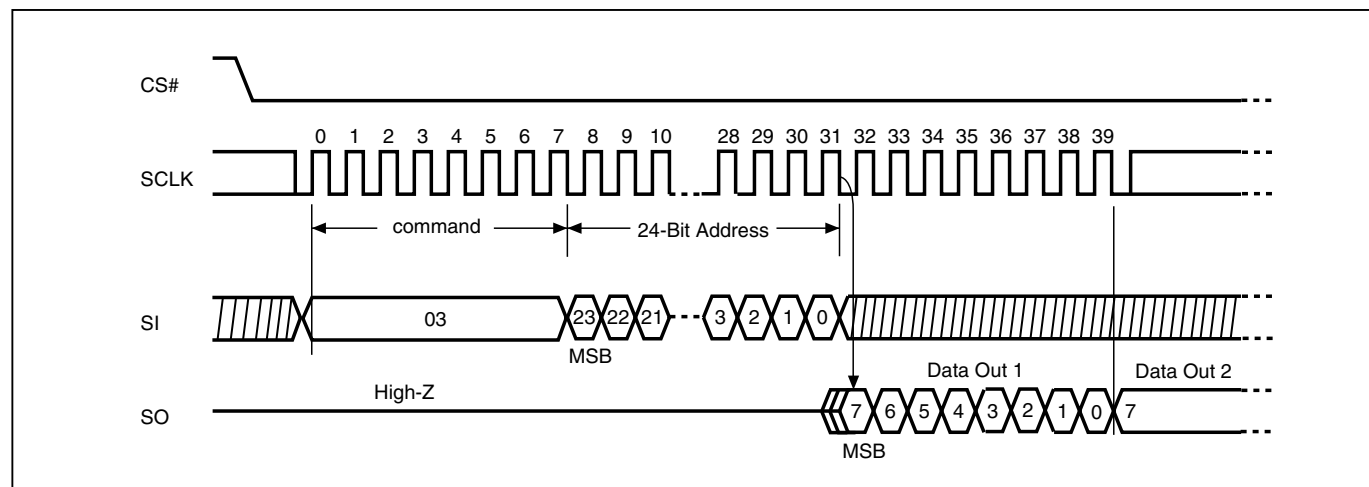 CS#
0 1 2 3 4 5 6 7 8 9 10 28 29 30 31 32 33 34 35 36 37 38 39
SCLK
command 24-Bit Address
SI 03 23 22 21 3 2 1 0
MSB
Data Out 1 Data Out 2
High-Z
SO 7 6 5 4 3 2 1 0 7
MSB